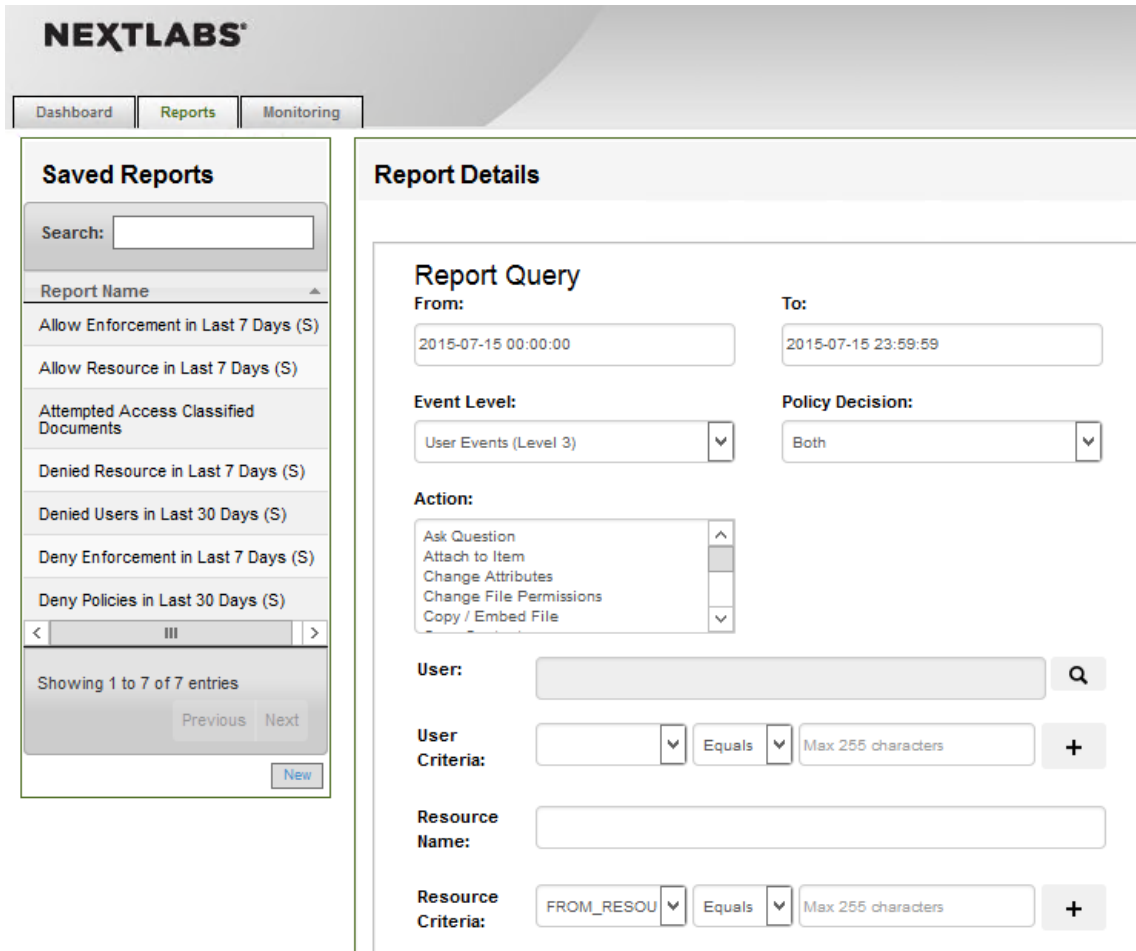 NEXTLABS®
Dashboard Reports Monitoring
Saved Reports
Search:
Report Name
Allow Enforcement in Last 7 Days (S)
Allow Resource in Last 7 Days (S)
Attempted Access Classified
Documents
Denied Resource in Last 7 Days (S)
Denied Users in Last 30 Days (S)
Deny Enforcement in Last 7 Days (S)
Deny Policies in Last 30 Days (S)
Showing 1 to 7 of 7 entries
Previous Next
New
Report Details
Report Query
From: To:
2015-07-15 00:00:00 2015-07-15 23:59:59
Event Level: Policy Decision:
User Events (Level 3) Both
Action:
Ask Question
Attach to Item
Change Attributes
Change File Permissions
Copy / Embed File
User:
User
Criteria:
Equals Max 255 characters +
Resource
Name:
Resource
Criteria:
FROM_RESOU Equals Max 255 characters +